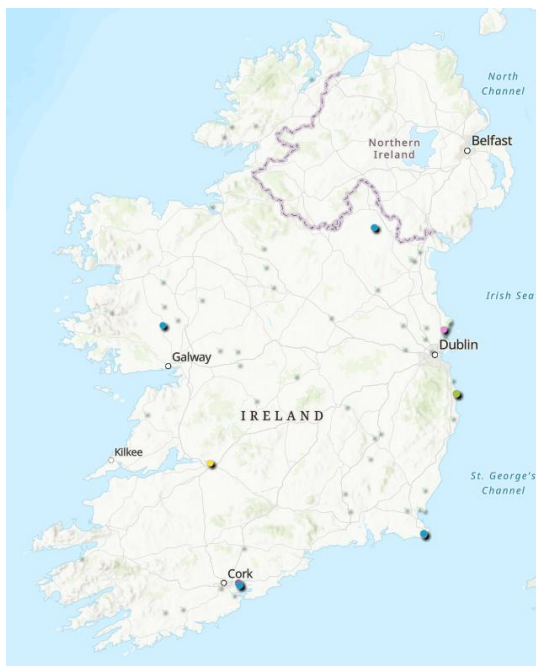 North
Channel
Belfast
Northern
Ireland
Irish Sea
Dublin
Galway
IRELAND
Kilkee
St. George's
Channel
Cork